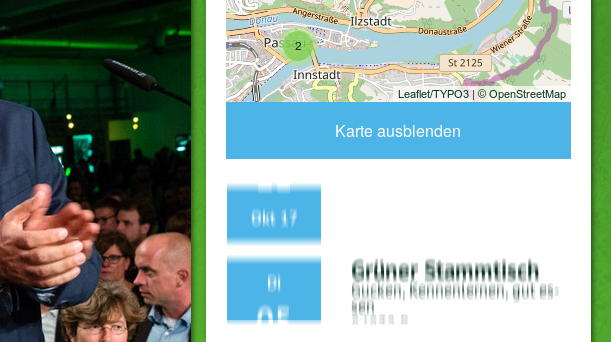 Donau
Angerstraße
Ilzstadt
Donaustraße
Wiener Straße
2
St 2125
Innstadt
Leaflet/TYPO3 | © OpenStreetMap
Karte ausblenden
Okt 17
DI
Grüner Stammtisch